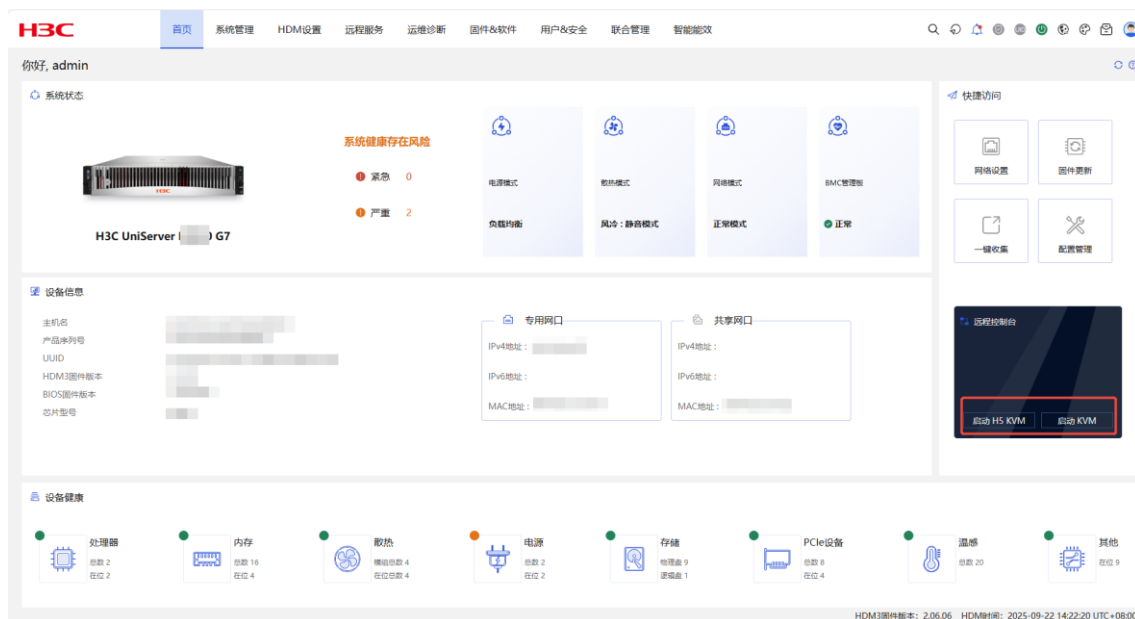 H3C
首页 系统管理 HDM设置 远程服务 运维诊断 固件&软件 用户&安全 联合管理 智能能效
你好, admin
系统状态
系统健康存在风险
紧急 0
严重 2
H3C
H3C UniServer G7
电源模式
负载均衡
散热模式
风冷：静音模式
网络模式
正常模式
BMC管理板
正常
快捷访问
网络设置
固件更新
一键收集
配置管理
设备信息
主机名
产品序列号
UUID
HDM3固件版本
BIOS固件版本
芯片型号
专用网口
IPv4地址：
IPv6地址：
MAC地址：
共享网口
IPv4地址：
IPv6地址：
MAC地址：
远程控制台
启动 H5 KVM
启动 KVM
设备健康
处理器
总数 2
在位 2
内存
总数 16
在位 4
散热
模组总数 4
在位总数 4
电源
总数 2
在位 2
存储
物理盘 9
逻辑盘 1
PCIe设备
总数 8
在位 4
温感
总数 20
其他
在位 9
HDM3固件版本：2.06.06 HDM时间：2025-09-22 14:22:20 UTC+08:00